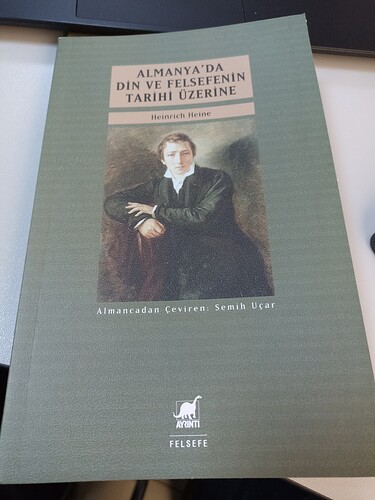 ALMANYA'DA
DİN VE FELSEFENİN
TARİHİ ÜZERİNE
Heinrich Heine
Almancadan Çeviren: Semih Uçar
AYRINTI
FELSEFE